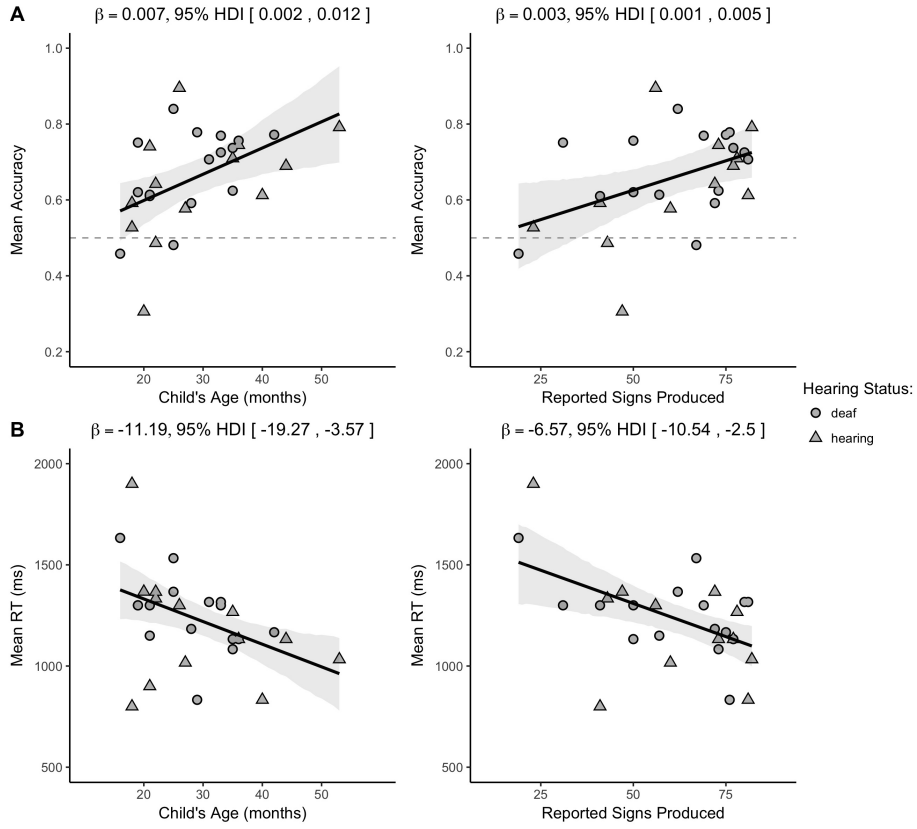 A
β = 0.007, 95% HDI [ 0.002 , 0.012 ]
β = 0.003, 95% HDI [ 0.001 , 0.005 ]
Mean Accuracy
1.0
0.8
0.6
0.4
0.2
20 30 40 50
Child's Age (months)
Mean Accuracy
1.0
0.8
0.6
0.4
0.2
25 50 75
Reported Signs Produced
Hearing Status:
deaf
hearing
B
β = -11.19, 95% HDI [ -19.27 , -3.57 ]
β = -6.57, 95% HDI [ -10.54 , -2.5 ]
Mean RT (ms)
2000
1500
1000
500
20 30 40 50
Child's Age (months)
Mean RT (ms)
2000
1500
1000
500
25 50 75
Reported Signs Produced